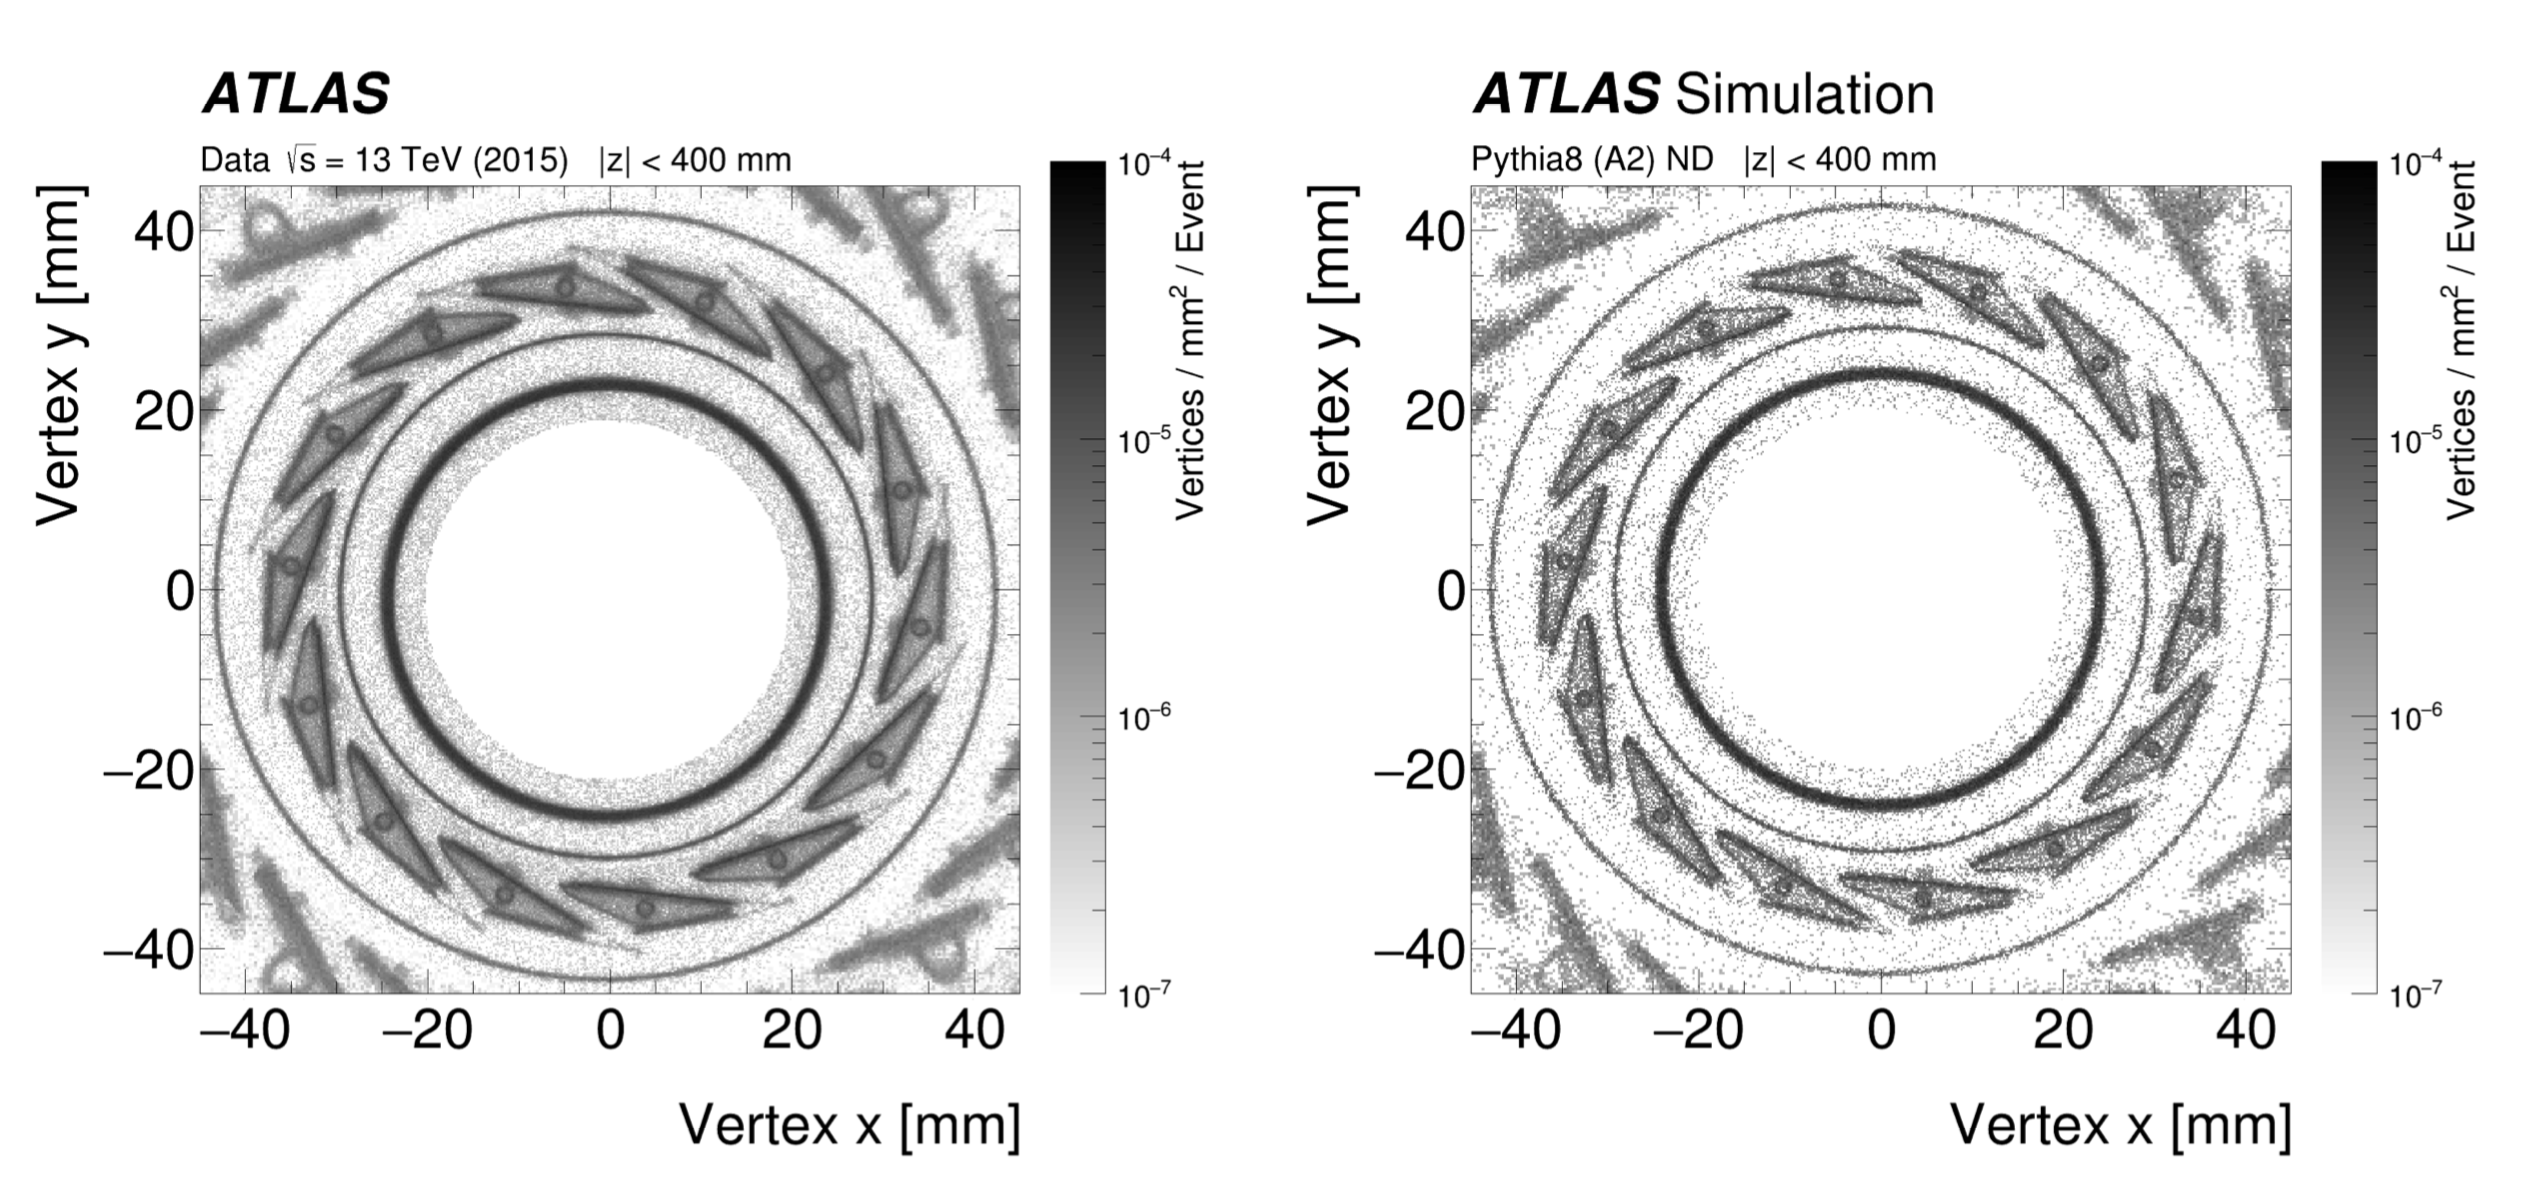 ATLAS
Data √s = 13 TeV (2015) |z| < 400 mm
Vertex y [mm]
40
20
0
−20
−40
−40 −20 0 20 40
Vertex x [mm]
10−4
10−5
10−6
10−7
Vertices / mm2 / Event
ATLAS Simulation
Pythia8 (A2) ND |z| < 400 mm
Vertex y [mm]
40
20
0
−20
−40
−40 −20 0 20 40
Vertex x [mm]
10−4
10−5
10−6
10−7
Vertices / mm2 / Event